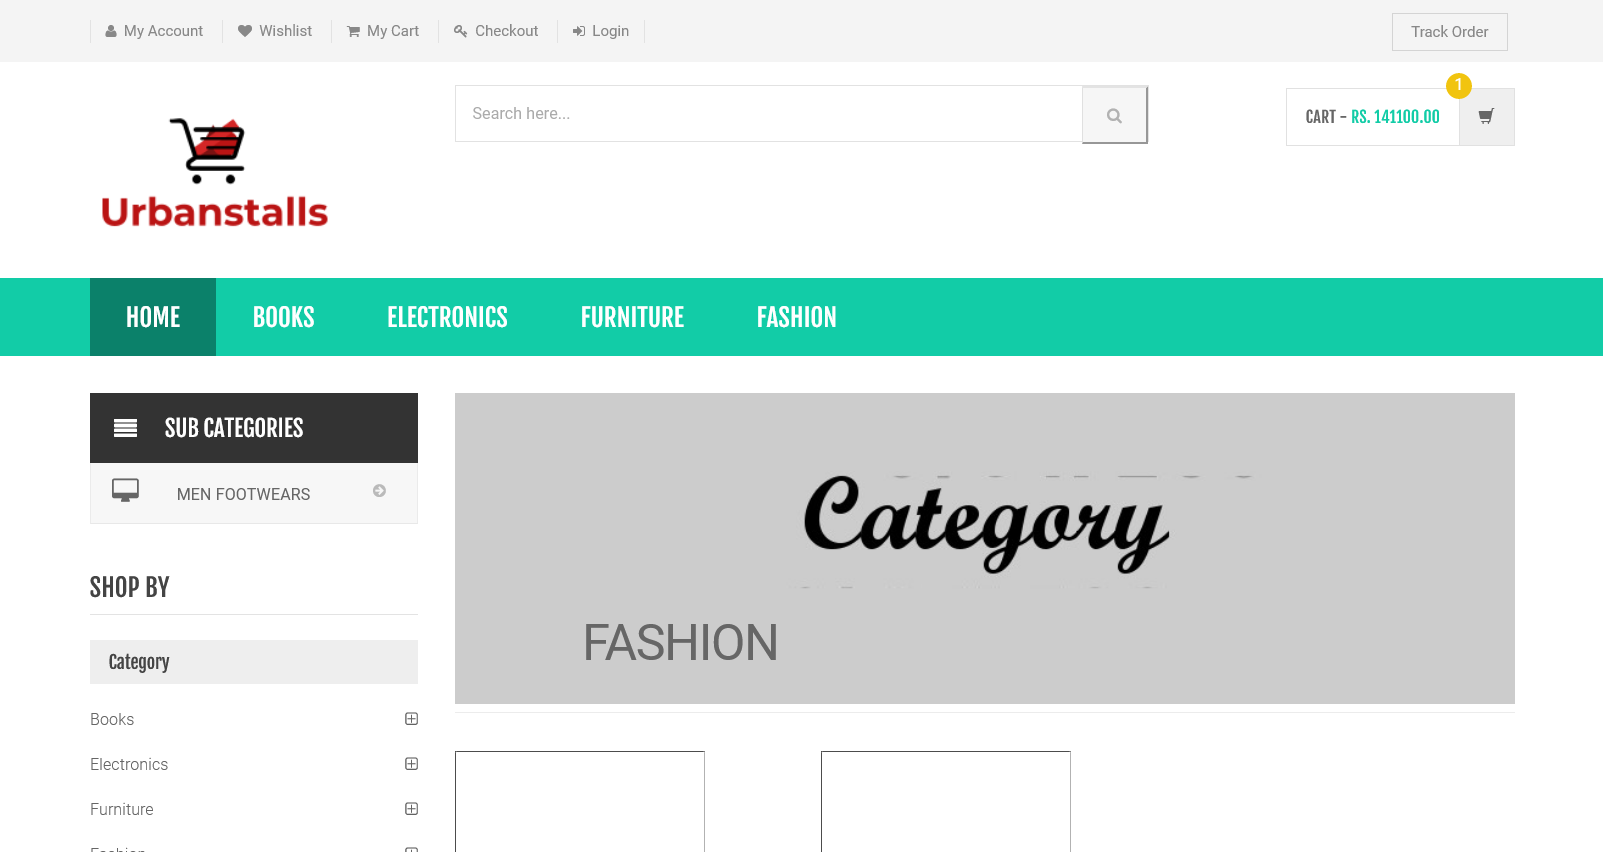 My Account
Wishlist
My Cart
Checkout
Login
Track Order
Urbanstalls
Search here...
CART - RS. 141100.00
1
HOME
BOOKS
ELECTRONICS
FURNITURE
FASHION
SUB CATEGORIES
MEN FOOTWEARS
SHOP BY
Category
Books
Electronics
Furniture
Category
FASHION